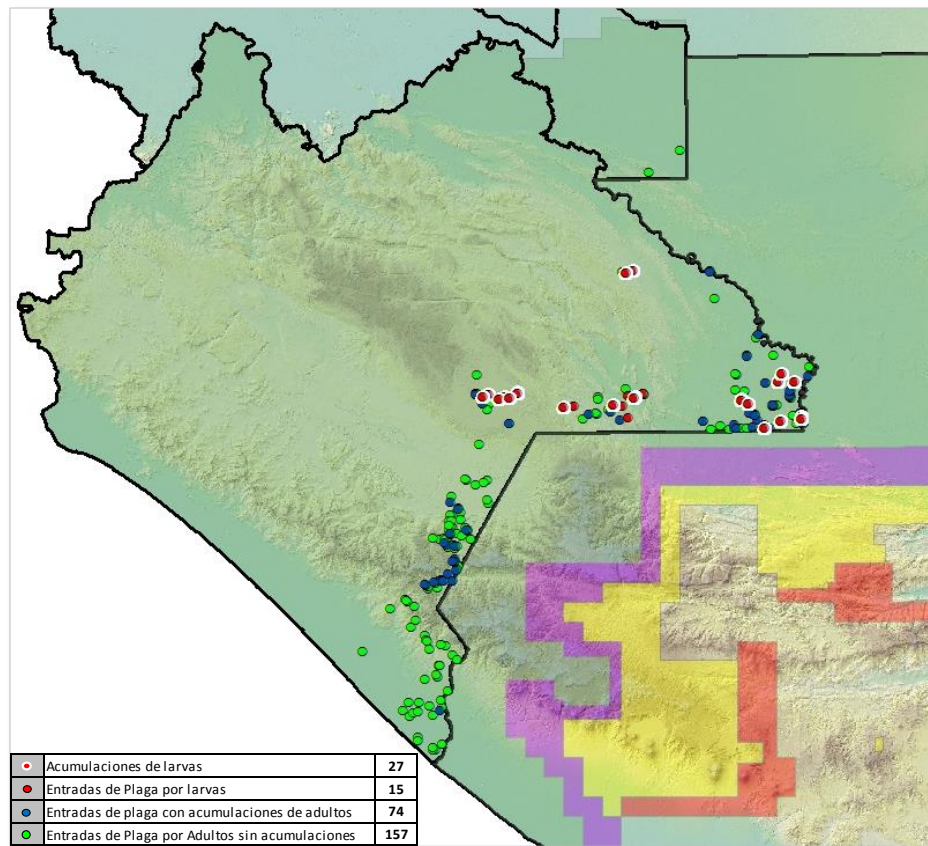 Acumulaciones de larvas 27
Entradas de Plaga por larvas 15
Entradas de plaga con acumulaciones de adultos 74
Entradas de Plaga por Adultos sin acumulaciones 157